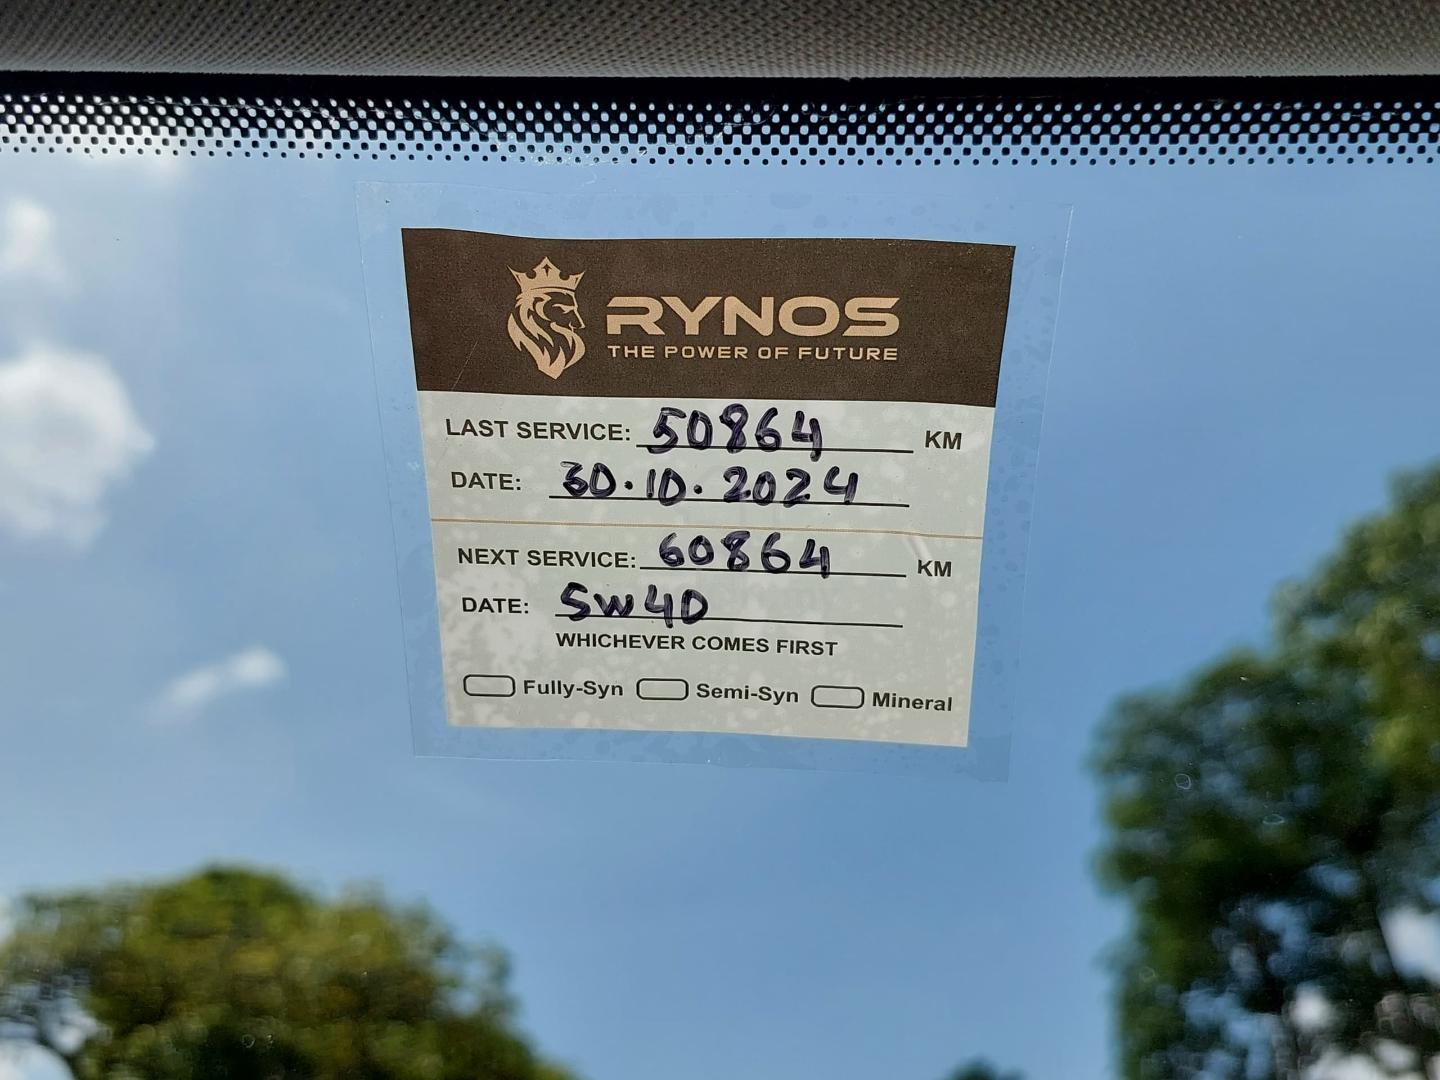 RYNOS
THE POWER OF FUTURE
LAST SERVICE: 50864 KM
DATE: 30.10.2024
NEXT SERVICE: 60864 KM
DATE: 5W40
WHICHEVER COMES FIRST
Fully-Syn Semi-Syn Mineral